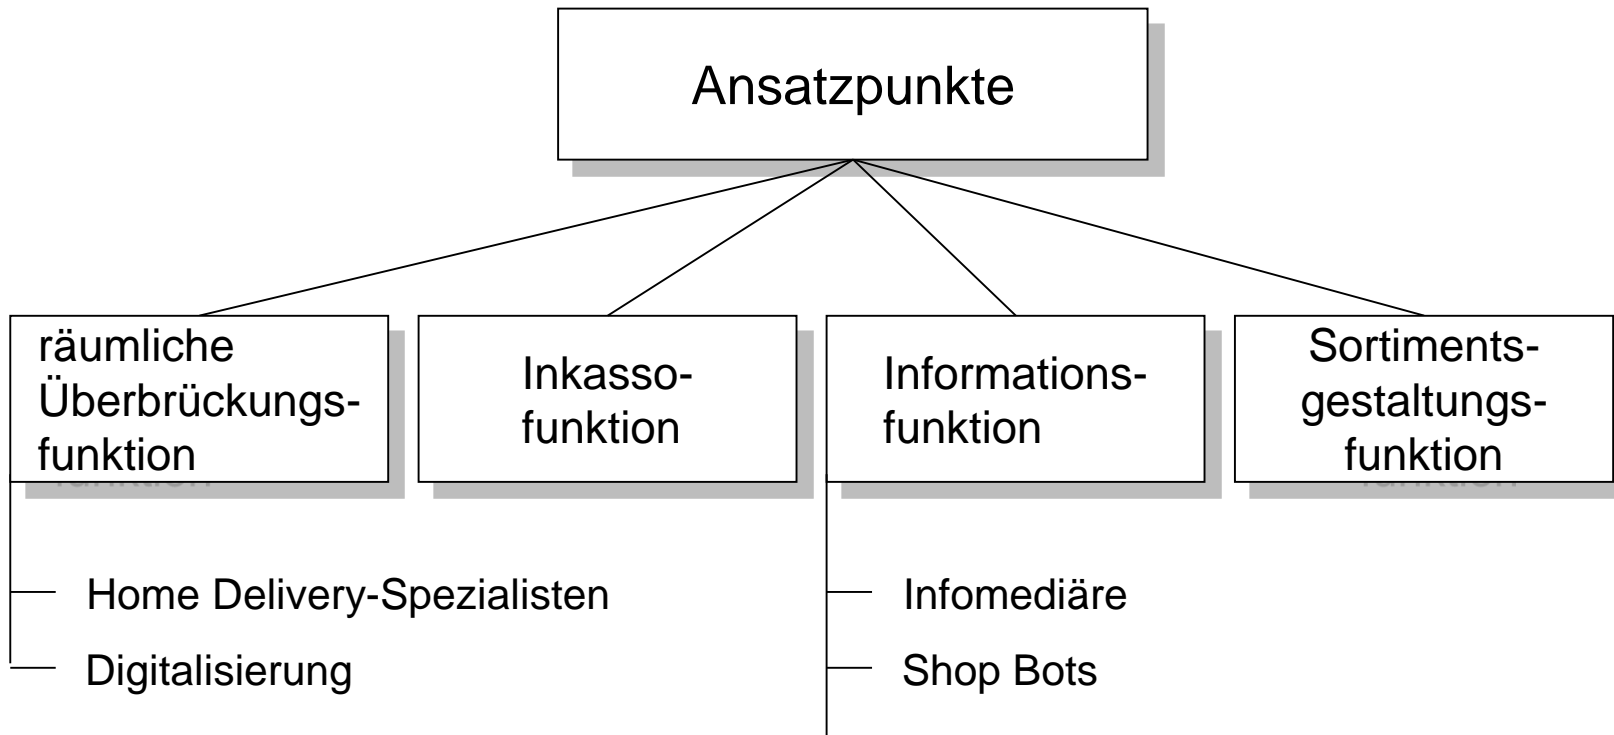 Ansatzpunkte
räumliche
Überbrückungs-
funktion
Inkasso-
funktion
Informations-
funktion
Sortiments-
gestaltungs-
funktion
Home Delivery-Spezialisten
Digitalisierung
Infomediäre
Shop Bots